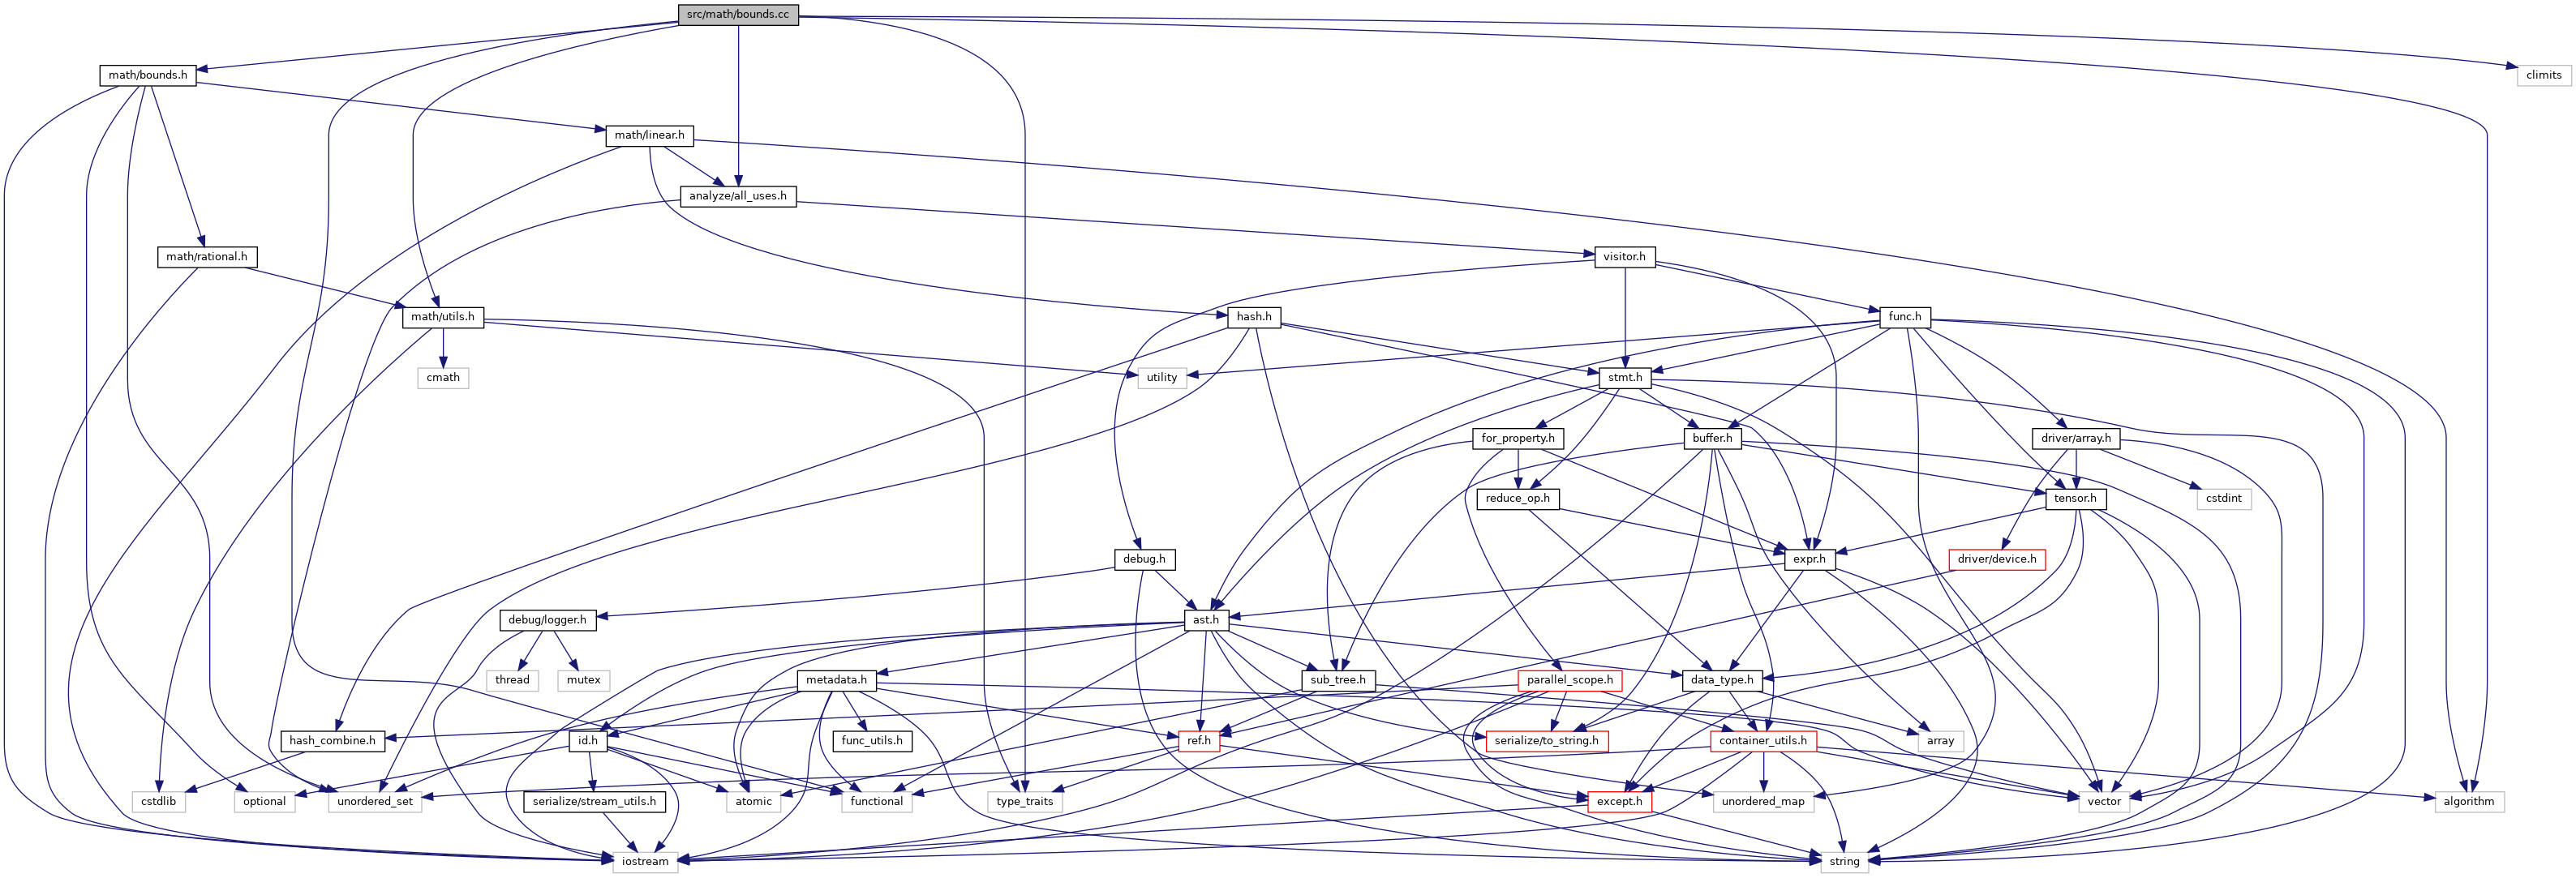 src/math/bounds.cc
math/bounds.h
climits
math/linear.h
analyze/all_uses.h
math/rational.h
visitor.h
math/utils.h
hash.h
func.h
cmath
utility
stmt.h
for_property.h
buffer.h
driver/array.h
reduce_op.h
tensor.h
cstdint
debug.h
expr.h
driver/device.h
debug/logger.h
ast.h
thread
mutex
metadata.h
sub_tree.h
parallel_scope.h
data_type.h
hash_combine.h
id.h
func_utils.h
ref.h
serialize/to_string.h
container_utils.h
array
cstdlib
optional
unordered_set
serialize/stream_utils.h
atomic
functional
type_traits
except.h
unordered_map
vector
algorithm
iostream
string